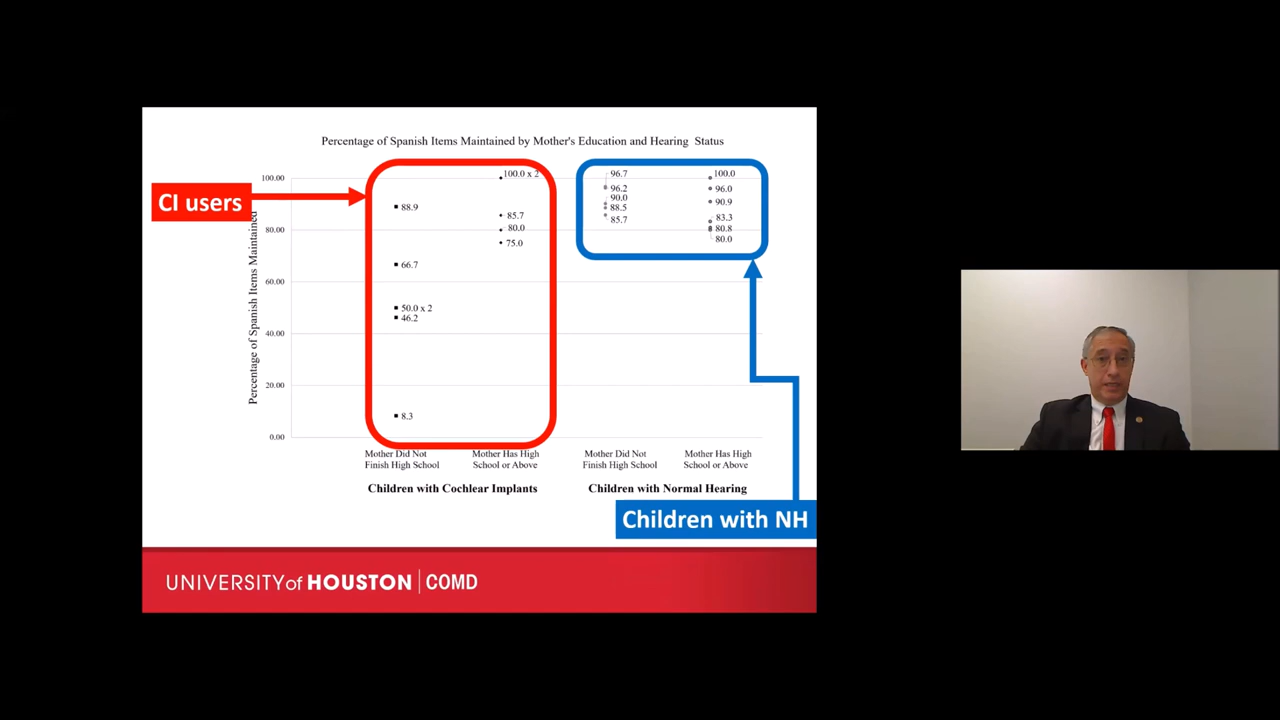 Percentage of Spanish Items Maintained by Mother's Education and Hearing Status
CI users
Children with NH
Percentage of Spanish Items Maintained
100.00
80.00
60.00
40.00
20.00
0.00
88.9
66.7
50.0 x 2
46.2
8.3
100.0 x 2
85.7
80.0
75.0
96.7
96.2
90.0
88.5
85.7
100.0
96.0
90.9
83.3
80.8
80.0
Mother Did Not
Finish High School
Mother Has High
School or Above
Mother Did Not
Finish High School
Mother Has High
School or Above
Children with Cochlear Implants
Children with Normal Hearing
UNIVERSITY of HOUSTON | COMD